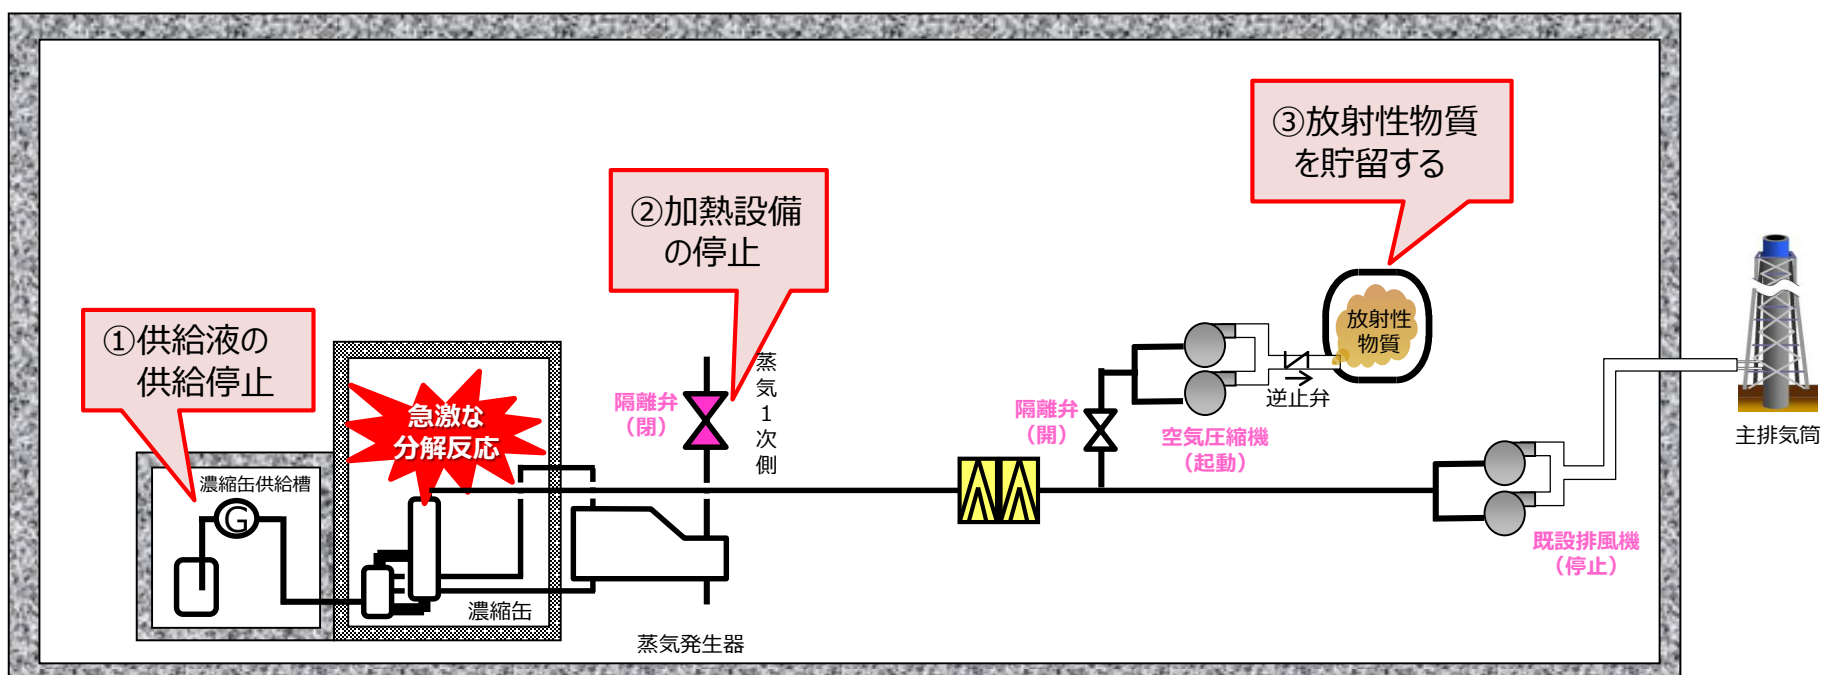 ①供給液の
供給停止
②加熱設備
の停止
③放射性物質
を貯留する
急激な
分解反応
濃縮缶供給槽
G
濃縮缶
隔離弁
(閉)
蒸気1次側
蒸気発生器
隔離弁
(開)
空気圧縮機
(起動)
逆止弁
放射性
物質
既設排風機
(停止)
主排気筒